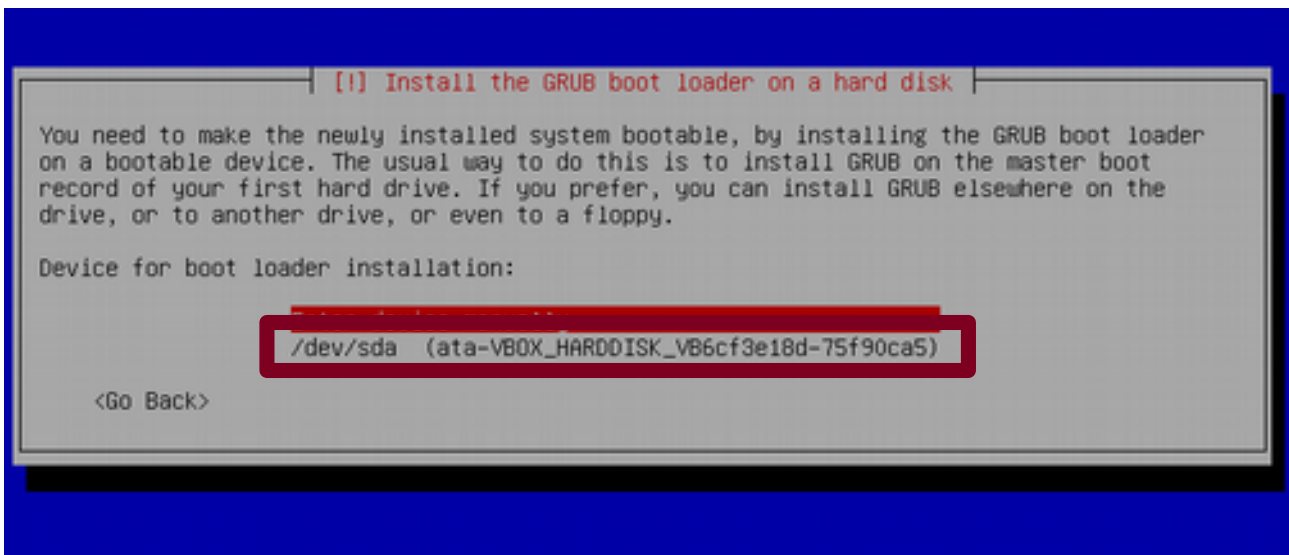 [!] Install the GRUB boot loader on a hard disk
You need to make the newly installed system bootable, by installing the GRUB boot loader
on a bootable device. The usual way to do this is to install GRUB on the master boot
record of your first hard drive. If you prefer, you can install GRUB elsewhere on the
drive, or to another drive, or even to a floppy.
Device for boot loader installation:
/dev/sda (ata-VBOX_HARDDISK_VB6cf3e18d-75f90ca5)
<Go Back>